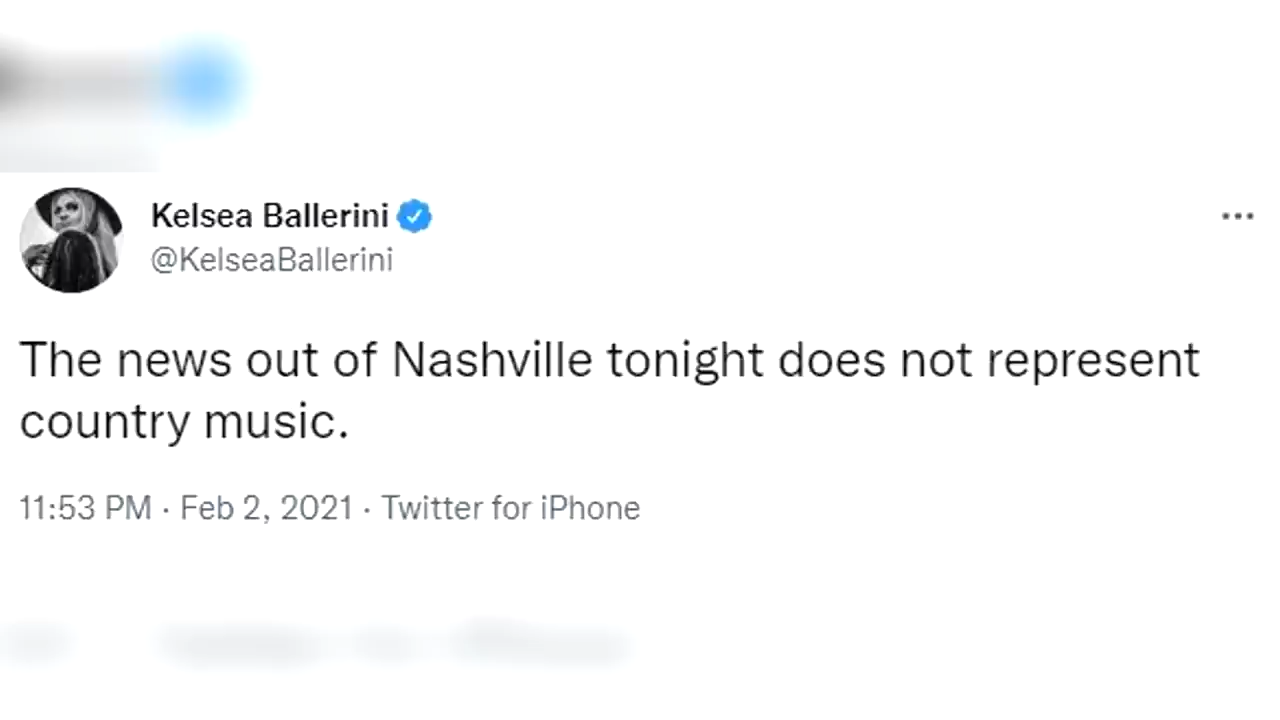 Kelsea Ballerini
@KelseaBallerini
The news out of Nashville tonight does not represent
country music.
11:53 PM · Feb 2, 2021 · Twitter for iPhone